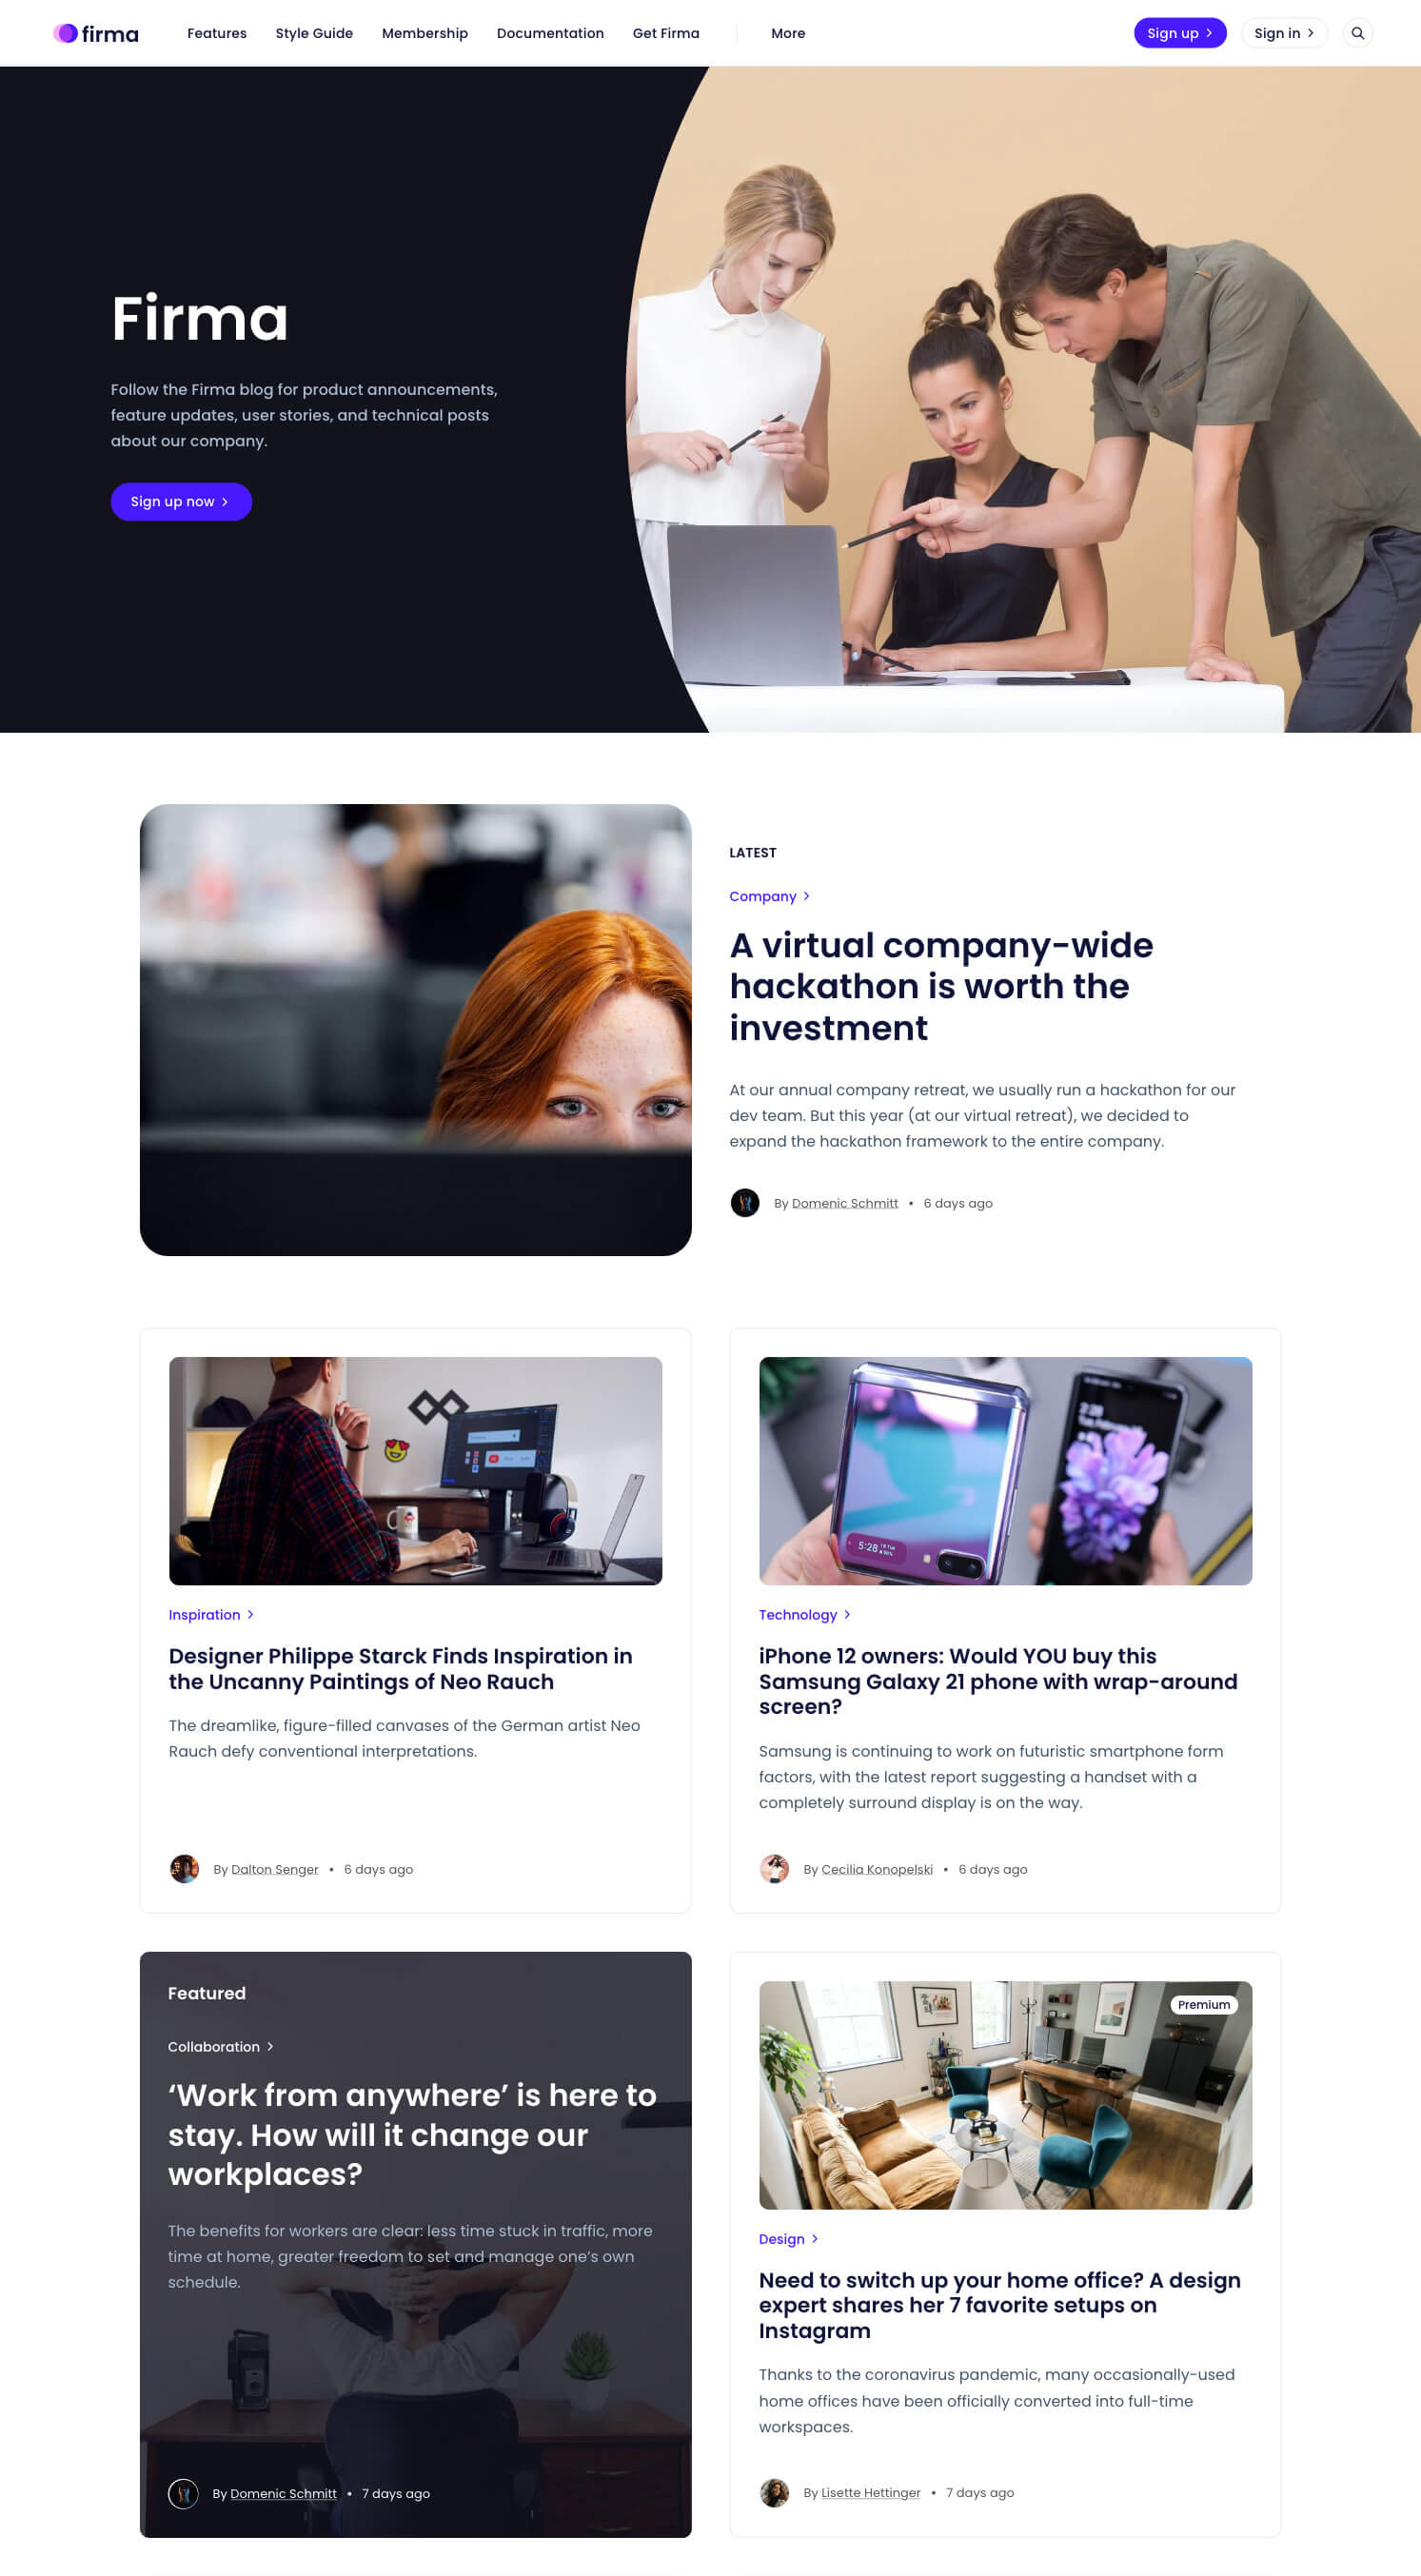 firma
Features
Style Guide
Membership
Documentation
Get Firma
More
Sign up
Sign in
Firma
Follow the Firma blog for product announcements,
feature updates, user stories, and technical posts
about our company.
Sign up now
LATEST
Company
A virtual company-wide
hackathon is worth the
investment
At our annual company retreat, we usually run a hackathon for our
dev team. But this year (at our virtual retreat), we decided to
expand the hackathon framework to the entire company.
By Domenic Schmitt • 6 days ago
Inspiration
Designer Philippe Starck Finds Inspiration in
the Uncanny Paintings of Neo Rauch
The dreamlike, figure-filled canvases of the German artist Neo
Rauch defy conventional interpretations.
By Dalton Senger • 6 days ago
5:28
Technology
iPhone 12 owners: Would YOU buy this
Samsung Galaxy 21 phone with wrap-around
screen?
Samsung is continuing to work on futuristic smartphone form
factors, with the latest report suggesting a handset with a
completely surround display is on the way.
By Cecilia Konopelski • 6 days ago
Featured
Collaboration
‘Work from anywhere’ is here to
stay. How will it change our
workplaces?
The benefits for workers are clear: less time stuck in traffic, more
time at home, greater freedom to set and manage one’s own
schedule.
By Domenic Schmitt • 7 days ago
Premium
Design
Need to switch up your home office? A design
expert shares her 7 favorite setups on
Instagram
Thanks to the coronavirus pandemic, many occasionally-used
home offices have been officially converted into full-time
workspaces.
By Lisette Hettinger • 7 days ago